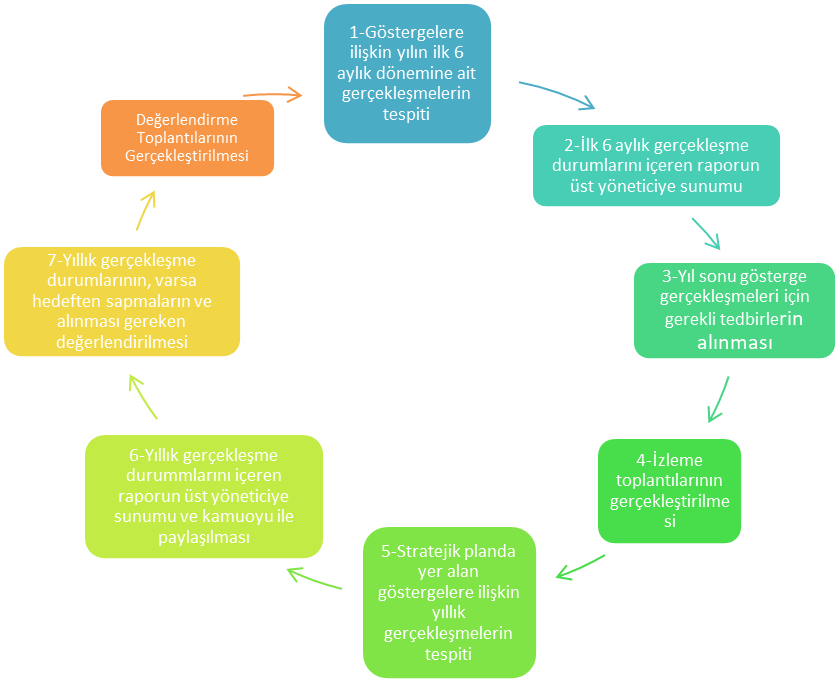 1-Göstergelere
ilişkin yılın ilk 6
aylık dönemine ait
gerçekleşmelerin
tespiti
2-İlk 6 aylık gerçekleşme
durumlarını içeren raporun
üst yöneticiye sunumu
3-Yıl sonu gösterge
gerçekleşmeleri için
gerekli tedbirlerin
alınması
4-İzleme
toplantılarının
gerçekleştirilme
si
5-Stratejik planda
yer alan
göstergelere ilişkin
yıllık
gerçekleşmelerin
tespiti
6-Yıllık gerçekleşme
durummlarını içeren
raporun üst yöneticiye
sunumu ve kamuoyu ile
paylaşılması
7-Yıllık gerçekleşme
durumlarının, varsa
hedeften sapmaların ve
alınması gereken
değerlendirilmesi
Değerlendirme
Toplantılarının
Gerçekleştirilmesi